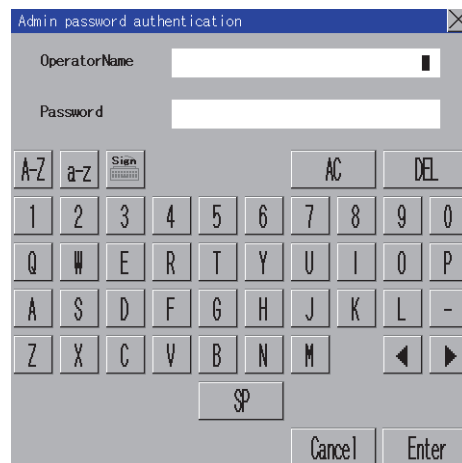 Admin password authentication
OperatorName
Password
A-Z a-z Sign AC DEL
1 2 3 4 5 6 7 8 9 0
Q W E R T Y U I O P
A S D F G H J K L -
Z X C V B N M ◀ ▶
SP
Cancel Enter